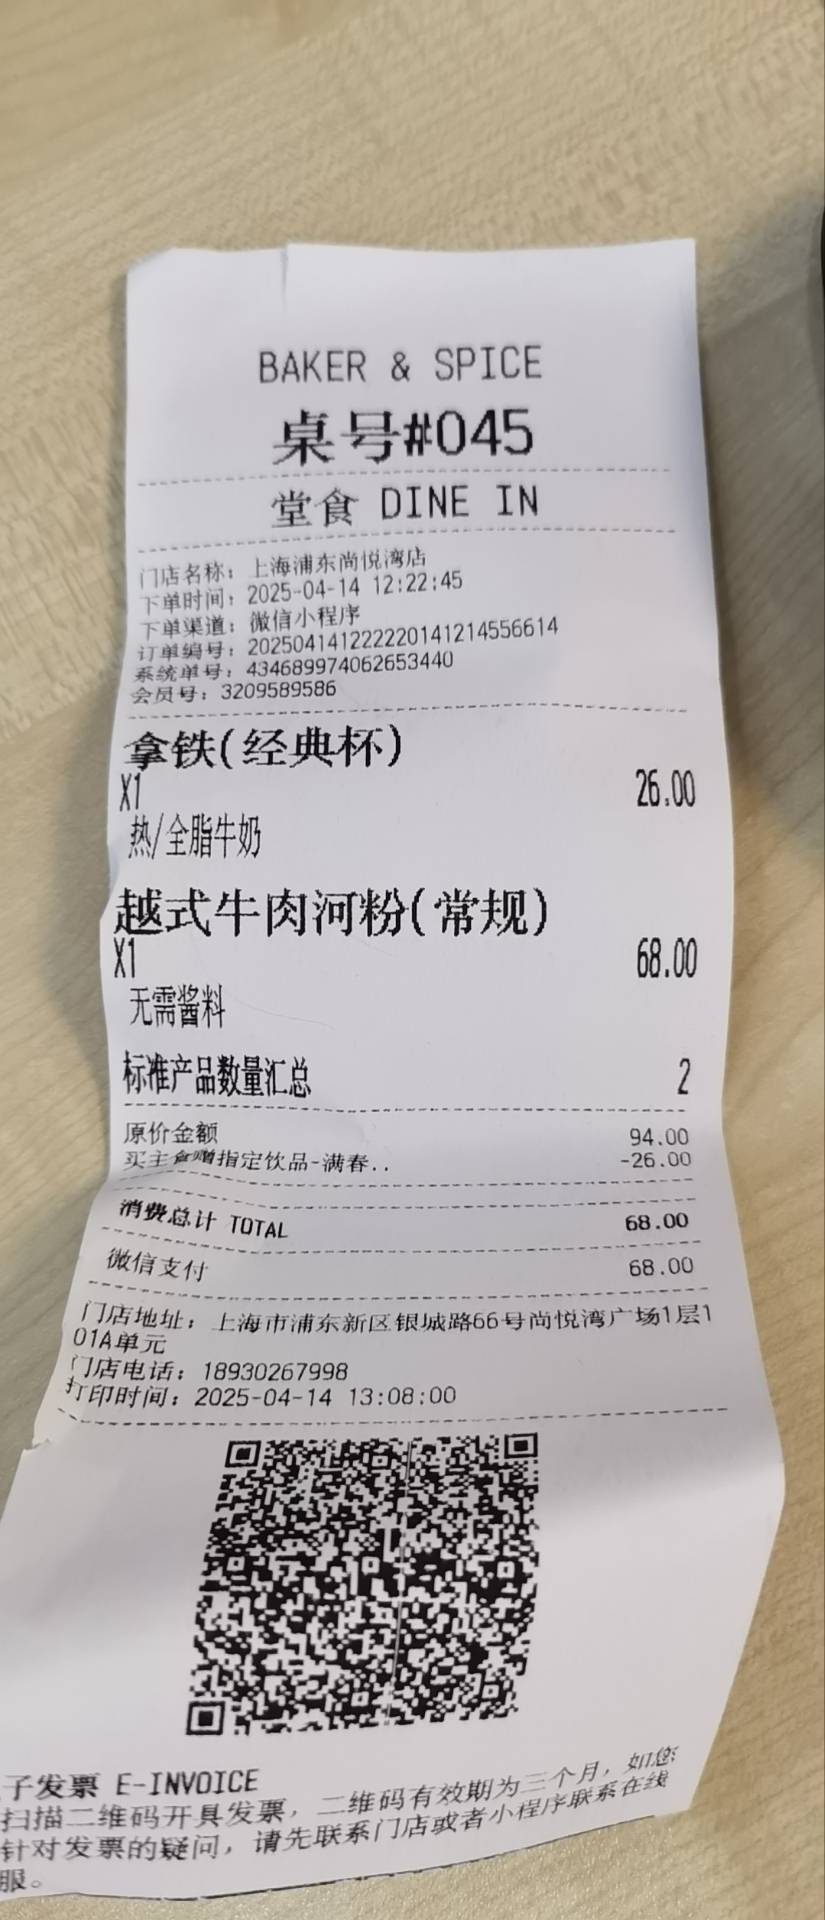 BAKER & SPICE
桌号#045
堂食 DINE IN
门店名称：上海浦东尚悦湾店
下单时间：2025-04-14 12:22:45
下单渠道：微信小程序
订单编号：20250414122222014121４556614
系统单号：434689974062653440
会员号：3209589586
拿铁(经典杯)
X1 26.00
热/全脂牛奶
越式牛肉河粉(常规)
X1 68.00
无需酱料
标准产品数量汇总 2
原价金额 94.00
买主食赠指定饮品-满春.. -26.00
消费总计 TOTAL 68.00
微信支付 68.00
门店地址：上海市浦东新区银城路66号尚悦湾广场1层1
01A单元
门店电话：18930267998
打印时间：2025-04-14 13:08:00
子发票 E-INVOICE
扫描二维码开具发票，二维码有效期为三个月，如您
针对发票的疑问，请先联系门店或者小程序联系在线
服。